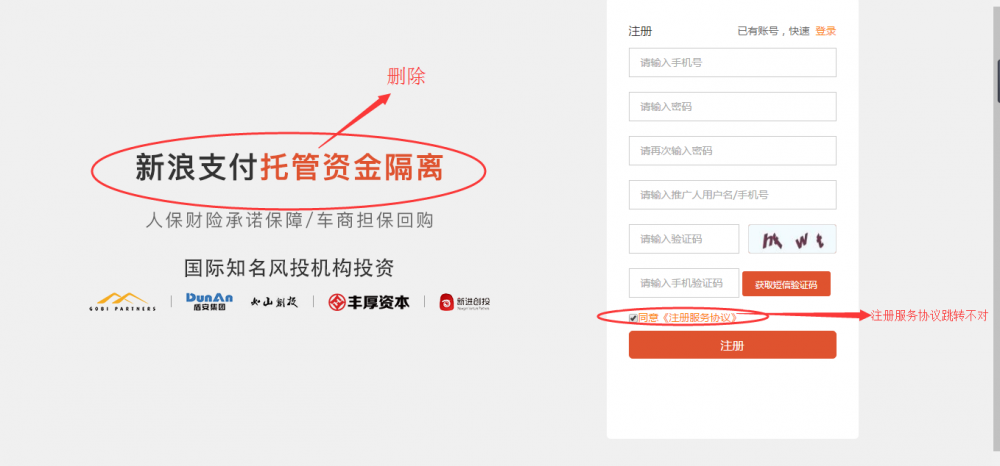 删除
新浪支付托管资金隔离
人保财险承诺保障/车商担保回购
国际知名风投机构投资
GOBI PARTNERS
DunAn
盾安集团
如山创投
丰厚资本
新进创投
注册
已有账号，快速 登录
请输入手机号
请输入密码
请再次输入密码
请输入推广人用户名/手机号
请输入验证码
请输入手机验证码
获取短信验证码
同意《注册服务协议》
注册服务协议跳转不对
注册